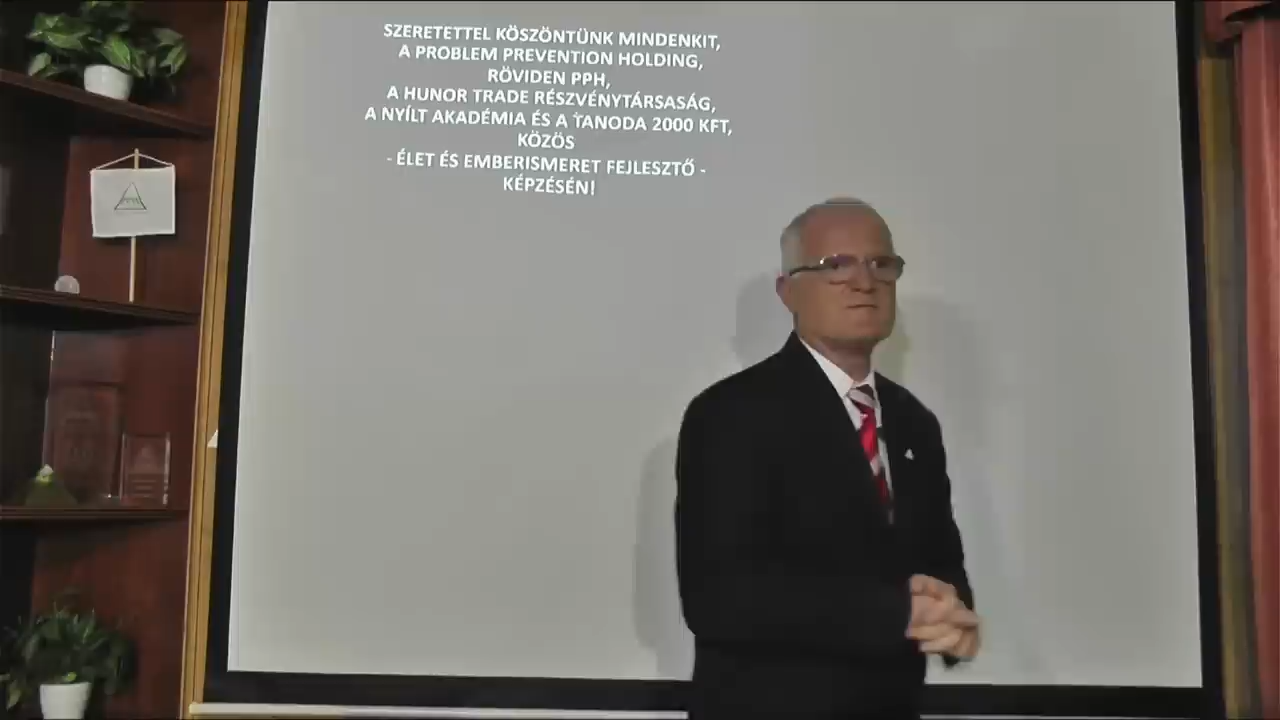 SZERETETTEL KÖSZÖNTÜNK MINDENKIT,
A PROBLEM PREVENTION HOLDING,
RÖVIDEN PPH,
A HUNOR TRADE RÉSZVÉNYTÁRSASÁG,
A NYÍLT AKADÉMIA ÉS A TANODA 2000 KFT,
KÖZÖS
- ÉLET ÉS EMBERISMERET FEJLESZTŐ -
KÉPZÉSÉN!